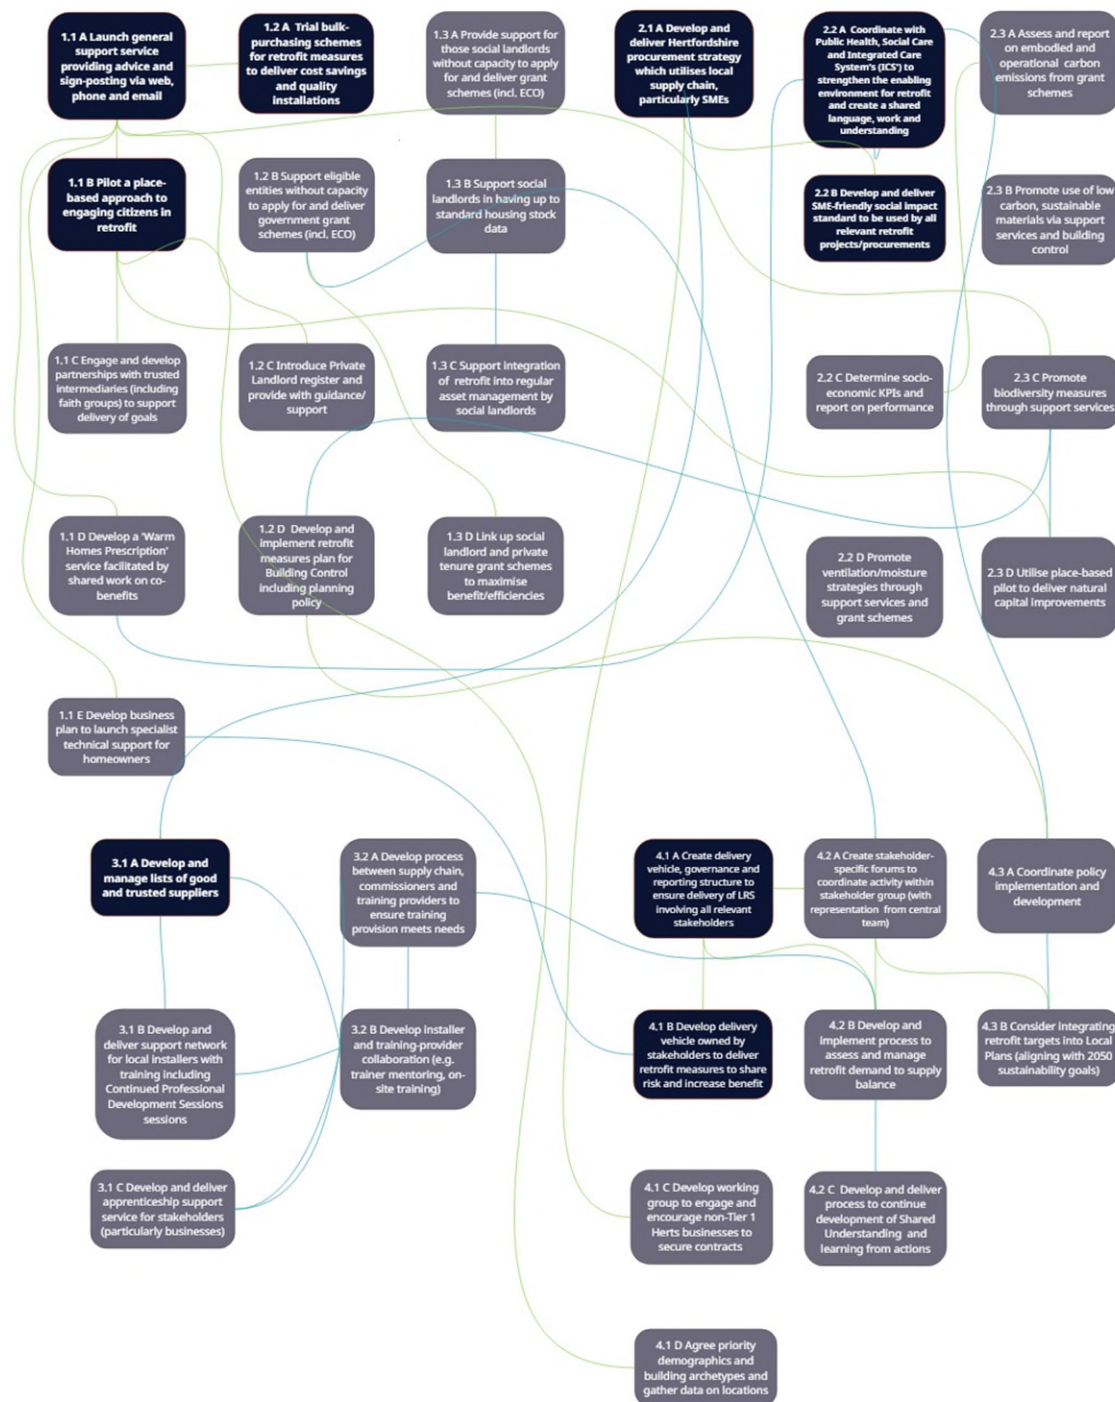 1.1 A Launch general
support service
providing advice and
sign-posting via web,
phone and email
1.2 A Trial bulk-
purchasing schemes
for retrofit measures
to deliver cost savings
and quality
installations
1.3 A Provide support for
those social landlords
without capacity to apply
for and deliver grant
schemes (incl. ECO)
2.1 A Develop and
deliver Hertfordshire
procurement strategy
which utilises local
supply chain,
particularly SMEs
2.2 A Coordinate with
Public Health, Social Care
and Integrated Care
System's (ICS') to
strengthen the enabling
environment for retrofit
and create a shared
language, work and
understanding
2.3 A Assess and report
on embodied and
operational carbon
emissions from grant
schemes
1.1 B Pilot a place-
based approach to
engaging citizens in
retrofit
1.2 B Support eligible
entities without capacity
to apply for and deliver
government grant
schemes (incl. ECO)
1.3 B Support social
landlords in having up to
standard housing stock
data
2.2 B Develop and deliver
SME-friendly social impact
standard to be used by all
relevant retrofit
projects/procurements
2.3 B Promote use of low
carbon, sustainable
materials via support
services and building
control
1.1 C Engage and develop
partnerships with trusted
intermediaries (including
faith groups) to support
delivery of goals
1.2 C Introduce Private
Landlord register and
provide with guidance/
support
1.3 C Support integration
of retrofit into regular
asset management by
social landlords
2.2 C Determine socio-
economic KPIs and
report on performance
2.3 C Promote
biodiversity measures
through support services
1.1 D Develop a 'Warm
Homes Prescription'
service facilitated by
shared work on co-
benefits
1.2 D Develop and
implement retrofit
measures plan for
Building Control
including planning
policy
1.3 D Link up social
landlord and private
tenure grant schemes
to maximise
benefit/efficiencies
2.2 D Promote
ventilation/moisture
strategies through
support services and
grant schemes
2.3 D Utilise place-based
pilot to deliver natural
capital improvements
1.1 E Develop business
plan to launch specialist
technical support for
homeowners
3.1 A Develop and
manage lists of good
and trusted suppliers
3.2 A Develop process
between supply chain,
commissioners and
training providers to
ensure training
provision meets needs
4.1 A Create delivery
vehicle, governance and
reporting structure to
ensure delivery of LRS
involving all relevant
stakeholders
4.2 A Create stakeholder-
specific forums to
coordinate activity within
stakeholder group (with
representation from central
team)
4.3 A Coordinate policy
implementation and
development
3.1 B Develop and
deliver support network
for local installers with
training including
Continued Professional
Development Sessions
sessions
3.2 B Develop installer
and training-provider
collaboration (e.g.
trainer mentoring, on-
site training)
4.1 B Develop delivery
vehicle owned by
stakeholders to deliver
retrofit measures to share
risk and increase benefit
4.2 B Develop and
implement process to
assess and manage
retrofit demand to supply
balance
4.3 B Consider integrating
retrofit targets into Local
Plans (aligning with 2050
sustainability goals)
3.1 C Develop and deliver
apprenticeship support
service for stakeholders
(particularly businesses)
4.1 C Develop working
group to engage and
encourage non-Tier 1
Herts businesses to
secure contracts
4.2 C Develop and deliver
process to continue
development of Shared
Understanding and
learning from actions
4.1 D Agree priority
demographics and
building archetypes and
gather data on locations